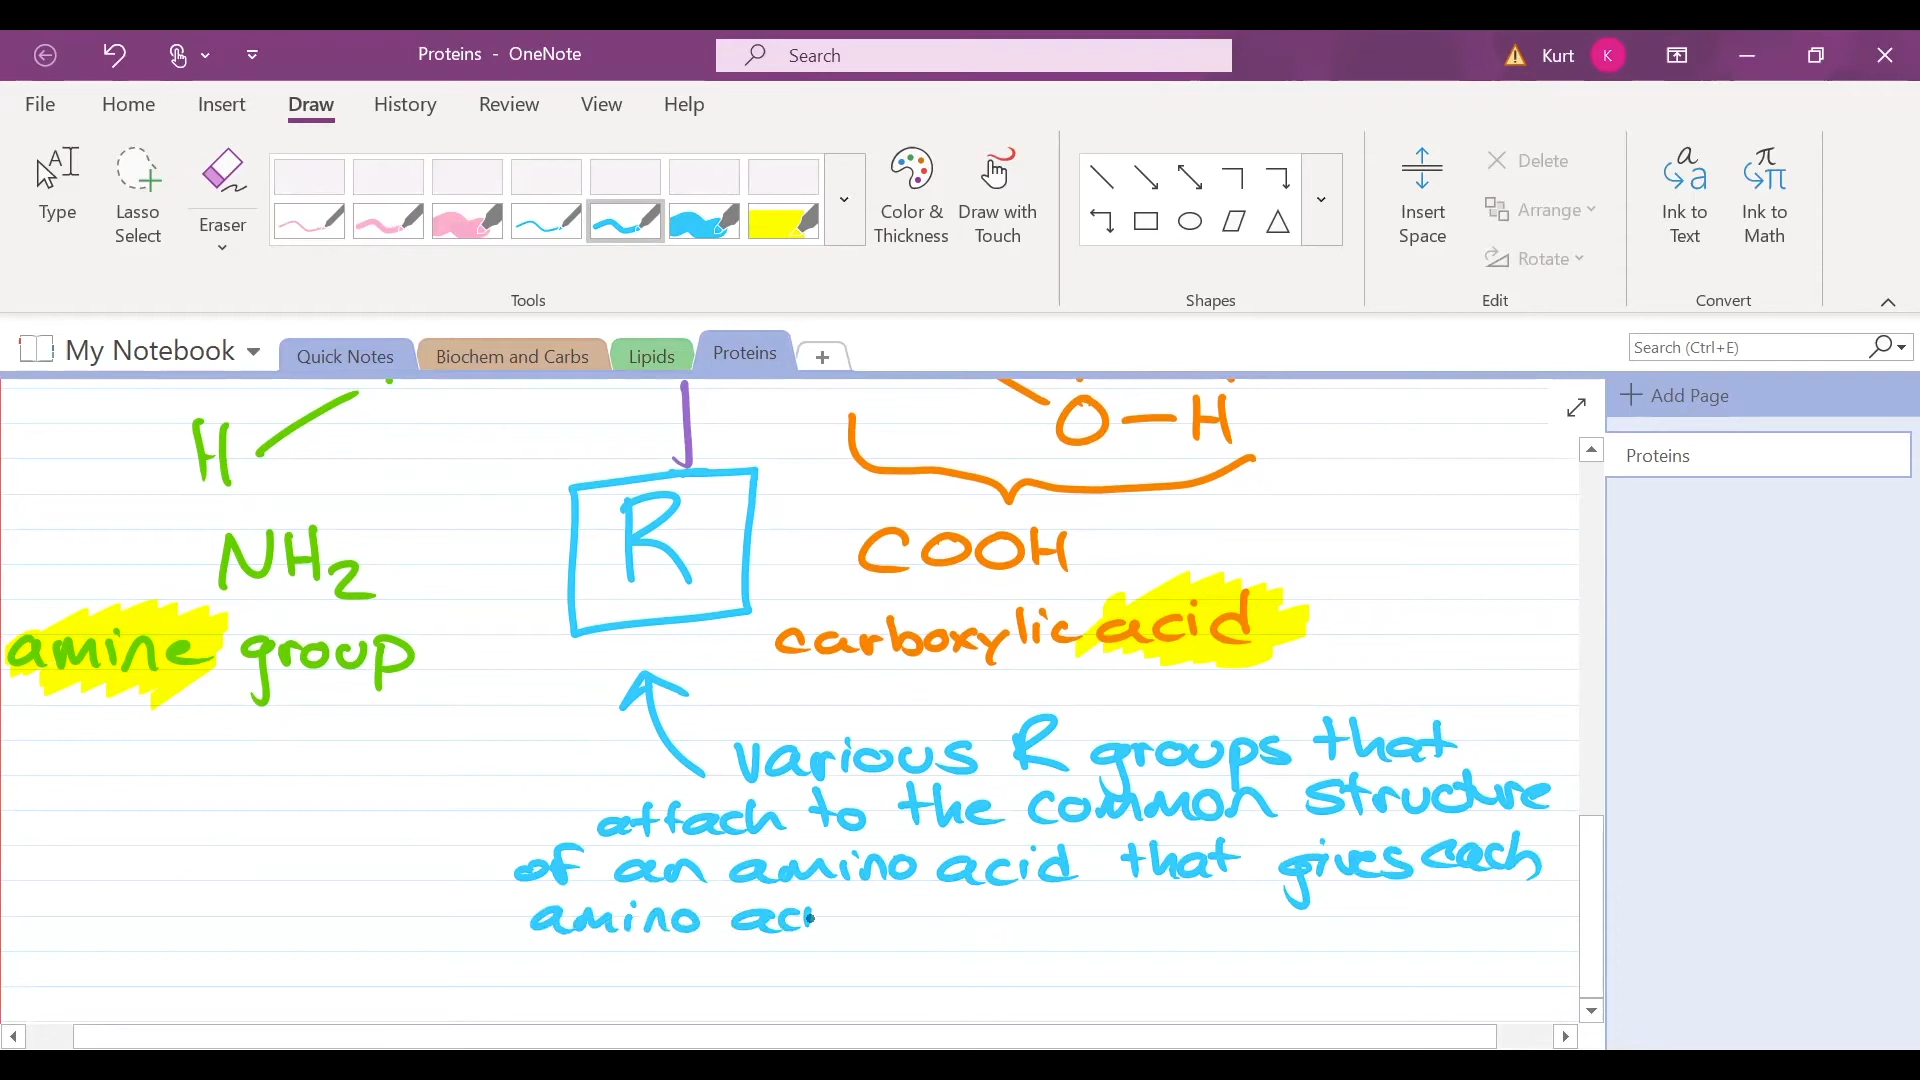 Proteins - OneNote
Search
Kurt
K
File Home Insert Draw History Review View Help
Type
Lasso Select
Eraser
Color & Thickness
Draw with Touch
Insert Space
Delete
Arrange
Rotate
Ink to Text
Ink to Math
Tools
Shapes
Edit
Convert
My Notebook
Quick Notes
Biochem and Carbs
Lipids
Proteins
Search (Ctrl+E)
Add Page
Proteins
O — H
H
R
NH2
COOH
amine group
carboxylic acid
various R groups that
attach to the common structure
of an amino acid that gives each
amino aci